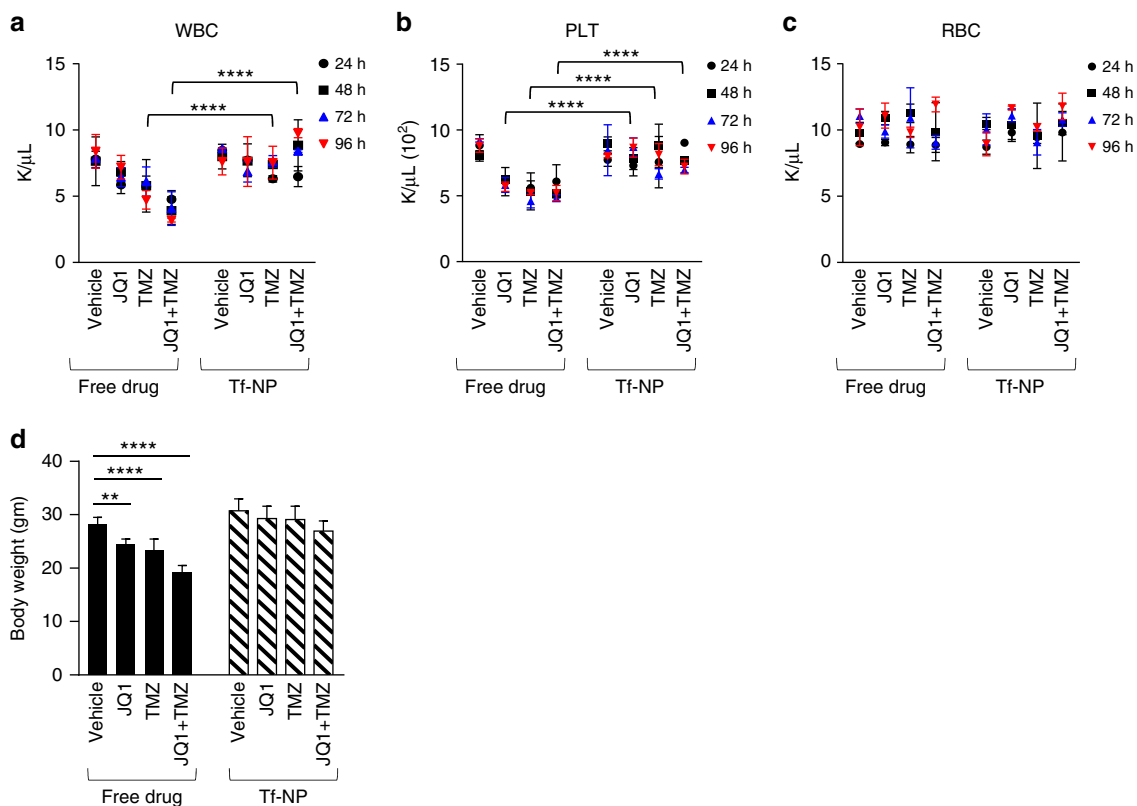 a
WBC
15
10
5
0
K/μL
****
****
24 h
48 h
72 h
96 h
Vehicle
JQ1
TMZ
JQ1+TMZ
Vehicle
JQ1
TMZ
JQ1+TMZ
Free drug
Tf-NP
b
PLT
15
10
5
0
K/μL (10²)
****
****
****
24 h
48 h
72 h
96 h
Vehicle
JQ1
TMZ
JQ1+TMZ
Vehicle
JQ1
TMZ
JQ1+TMZ
Free drug
Tf-NP
c
RBC
15
10
5
0
K/μL
24 h
48 h
72 h
96 h
Vehicle
JQ1
TMZ
JQ1+TMZ
Vehicle
JQ1
TMZ
JQ1+TMZ
Free drug
Tf-NP
d
40
30
20
10
0
Body weight (gm)
****
****
**
Vehicle
JQ1
TMZ
JQ1+TMZ
Vehicle
JQ1
TMZ
JQ1+TMZ
Free drug
Tf-NP